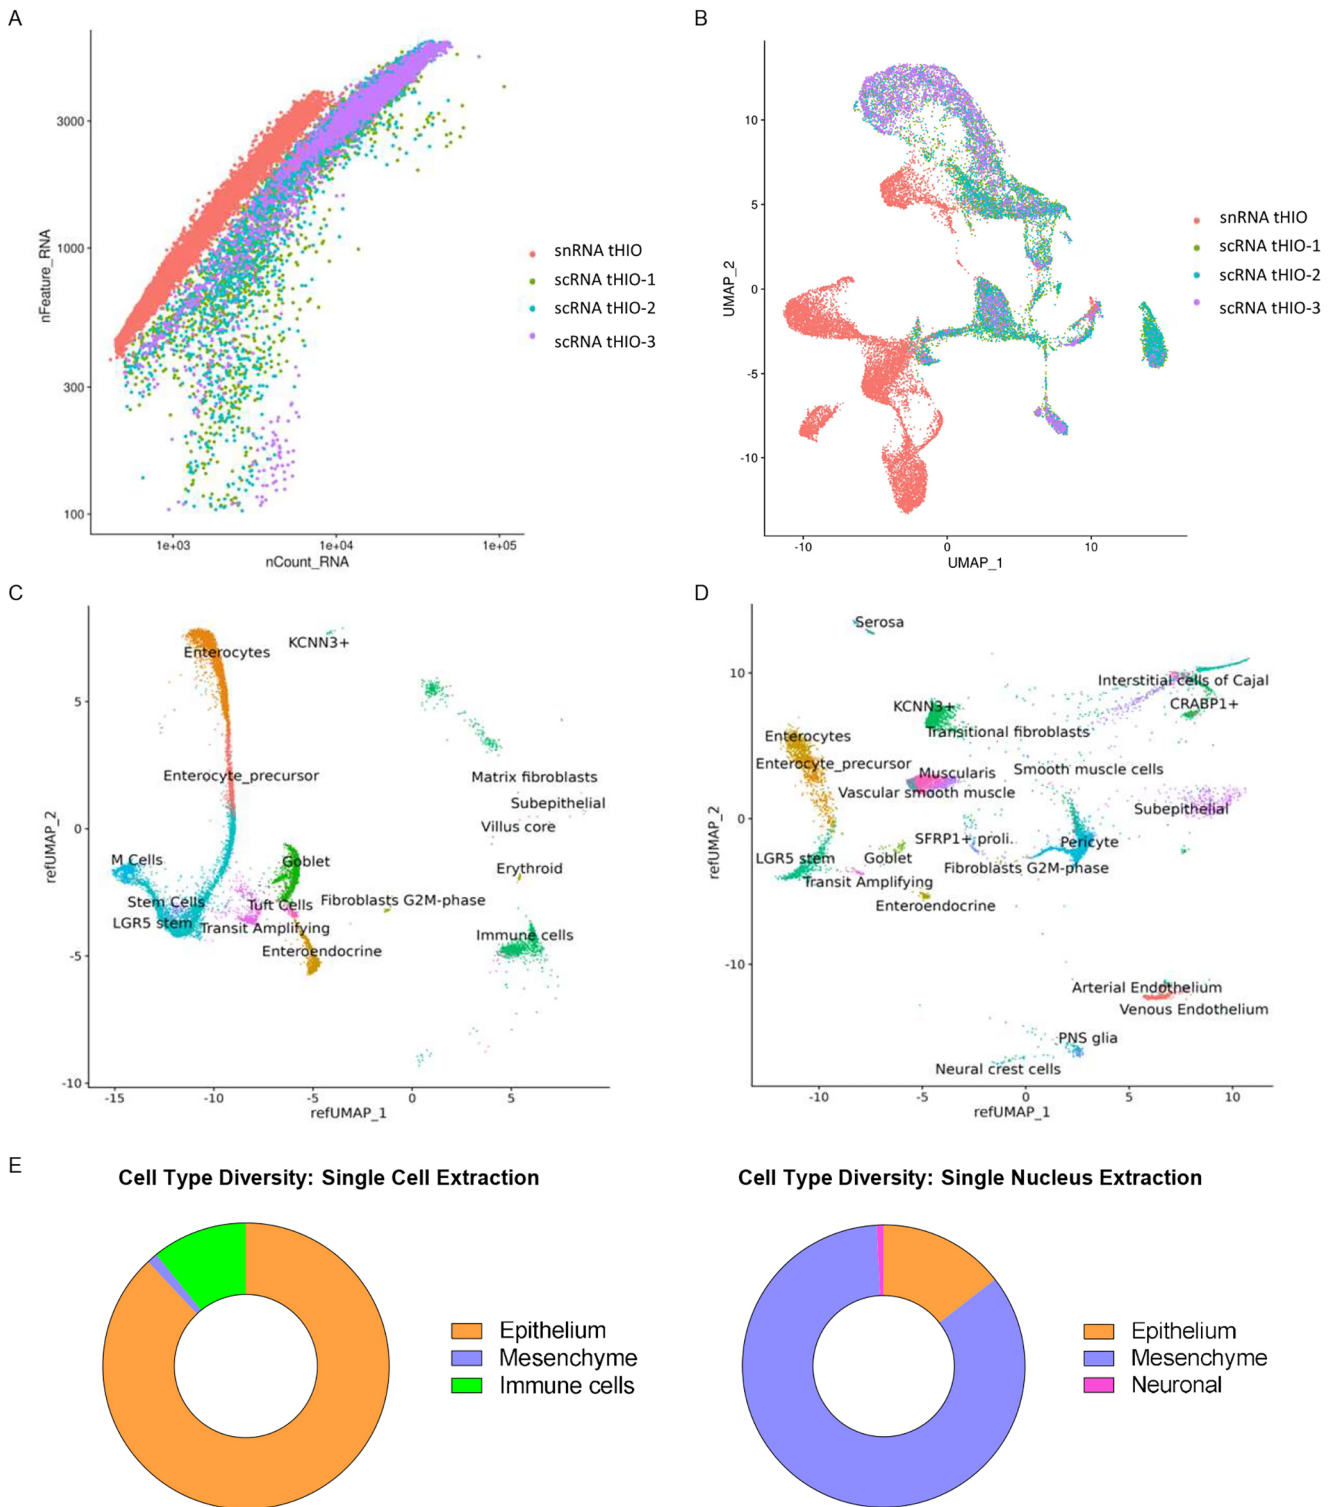 A
3000
1000
300
100
nFeature_RNA
1e+03
1e+04
1e+05
nCount_RNA
snRNA tHIO
scRNA tHIO-1
scRNA tHIO-2
scRNA tHIO-3
B
10
5
0
-5
-10
UMAP_2
-10
0
10
UMAP_1
snRNA tHIO
scRNA tHIO-1
scRNA tHIO-2
scRNA tHIO-3
C
5
0
-5
-10
refUMAP_2
KCNN3+
Enterocytes
Enterocyte_precursor
Matrix fibroblasts
Subepithelial
Villus core
M Cells
Goblet
Erythroid
Stem Cells
Tuft Cells
Fibroblasts G2M-phase
LGR5 stem
Transit Amplifying
Immune cells
Enteroendocrine
-15
-10
-5
0
5
refUMAP_1
D
10
0
-10
refUMAP_2
Serosa
Interstitial cells of Cajal
KCNN3+
CRABP1+
Transitional fibroblasts
Enterocytes
Enterocyte_precursor
Muscularis
Smooth muscle cells
Vascular smooth muscle
Subepithelial
SFRP1+ proli..
Pericyte
LGR5 stem
Goblet
Fibroblasts G2M-phase
Transit Amplifying
Enteroendocrine
Arterial Endothelium
Venous Endothelium
PNS glia
Neural crest cells
-10
-5
0
5
10
refUMAP_1
E
Cell Type Diversity: Single Cell Extraction
Epithelium
Mesenchyme
Immune cells
Cell Type Diversity: Single Nucleus Extraction
Epithelium
Mesenchyme
Neuronal